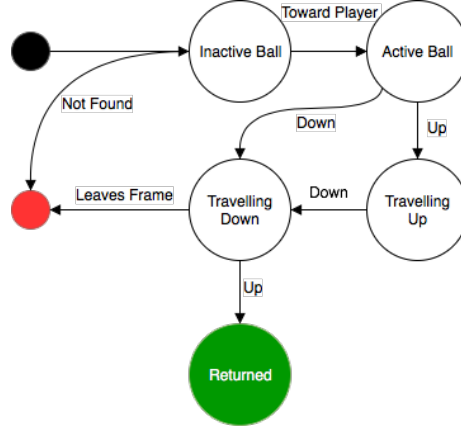 Toward Player
Inactive Ball
Active Ball
Not Found
Down
Up
Leaves Frame
Travelling
Down
Down
Travelling
Up
Up
Returned